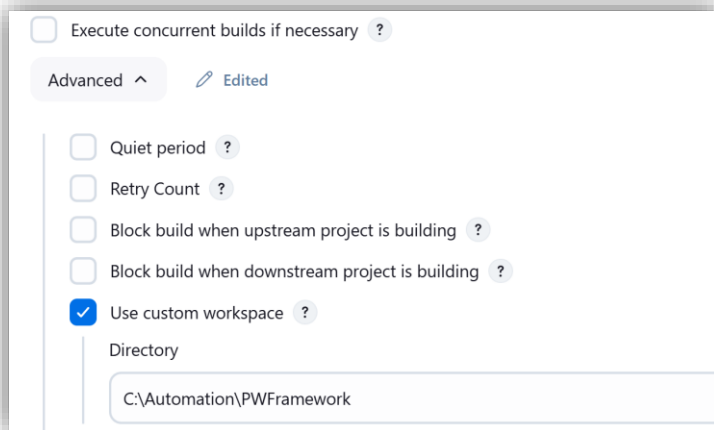 Execute concurrent builds if necessary ?
Advanced Edited
Quiet period ?
Retry Count ?
Block build when upstream project is building ?
Block build when downstream project is building ?
Use custom workspace ?
Directory
C:\Automation\PWFramework